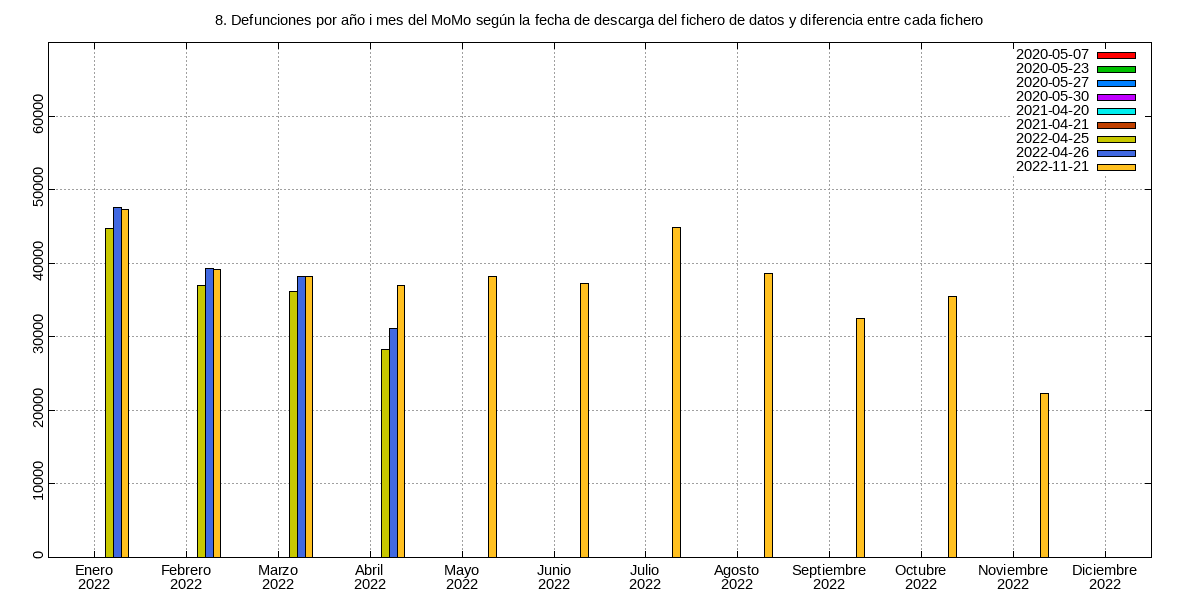 8. Defunciones por año i mes del MoMo según la fecha de descarga del fichero de datos y diferencia entre cada fichero
2020-05-07
2020-05-23
2020-05-27
2020-05-30
2021-04-20
2021-04-21
2022-04-25
2022-04-26
2022-11-21
60000
50000
40000
30000
20000
10000
0
Enero 2022
Febrero 2022
Marzo 2022
Abril 2022
Mayo 2022
Junio 2022
Julio 2022
Agosto 2022
Septiembre 2022
Octubre 2022
Noviembre 2022
Diciembre 2022